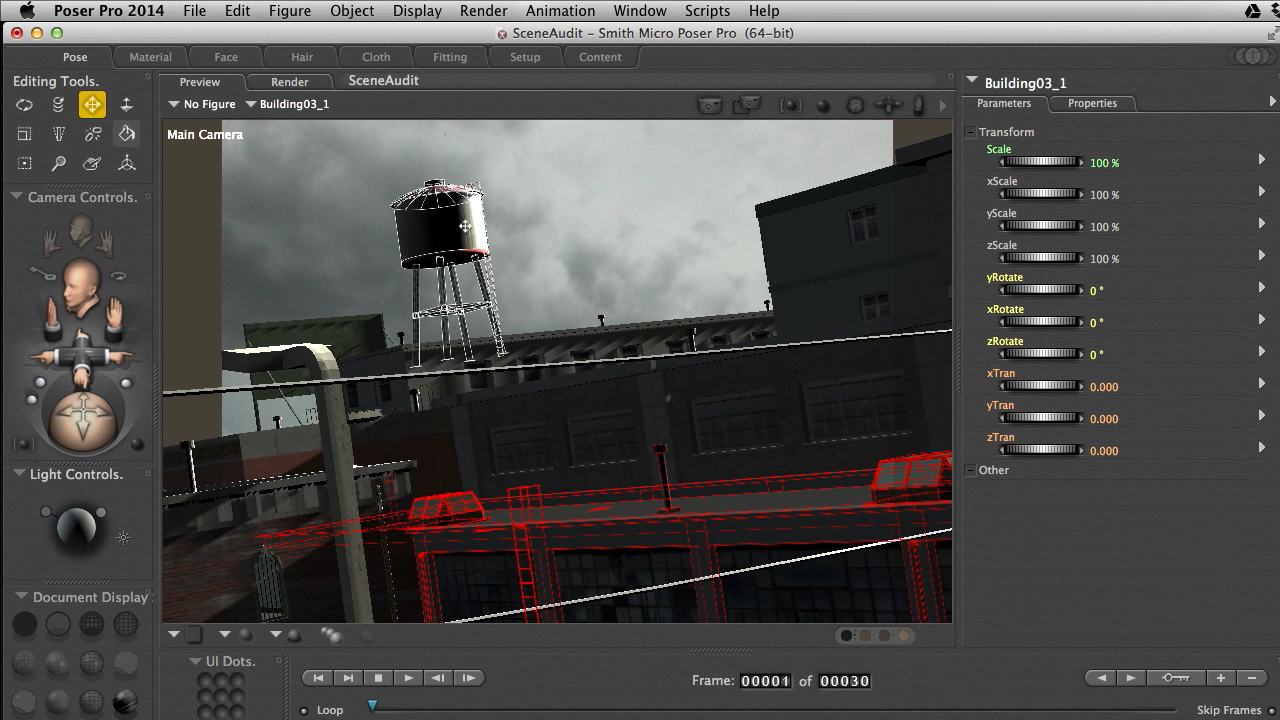 Poser Pro 2014 File Edit Figure Object Display Render Animation Window Scripts Help
SceneAudit - Smith Micro Poser Pro (64-bit)
Pose Material Face Hair Cloth Fitting Setup Content
Editing Tools.
Preview Render SceneAudit
No Figure Building03_1
Main Camera
Camera Controls.
Light Controls.
Document Display
UI Dots.
Frame: 00001 of 00030
Loop
Skip Frames
Building03_1
Parameters Properties
Transform
Scale
100 %
xScale
100 %
yScale
100 %
zScale
100 %
yRotate
0 °
xRotate
0 °
zRotate
0 °
xTran
0.000
yTran
0.000
zTran
0.000
Other